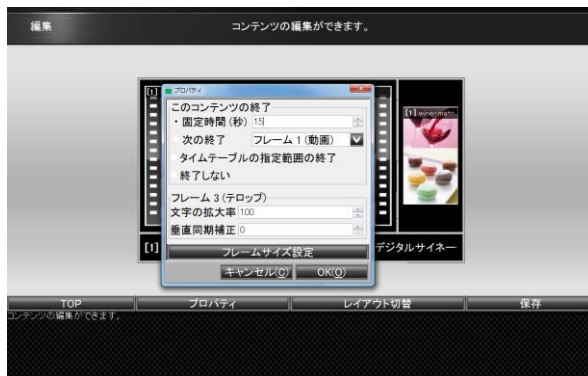 編集
コンテンツの編集ができます。
[1]
プロパティ
このコンテンツの終了
・固定時間(秒) 15
次の終了 フレーム 1 (動画)
タイムテーブルの指定範囲の終了
終了しない
フレーム 3 (テロップ)
文字の拡大率 100
垂直同期補正 0
フレームサイズ設定
キャンセル(C) OK(O)
[1]
[1]
デジタルサイネー
TOP プロパティ レイアウト切替 保存
コンテンツの編集ができます。